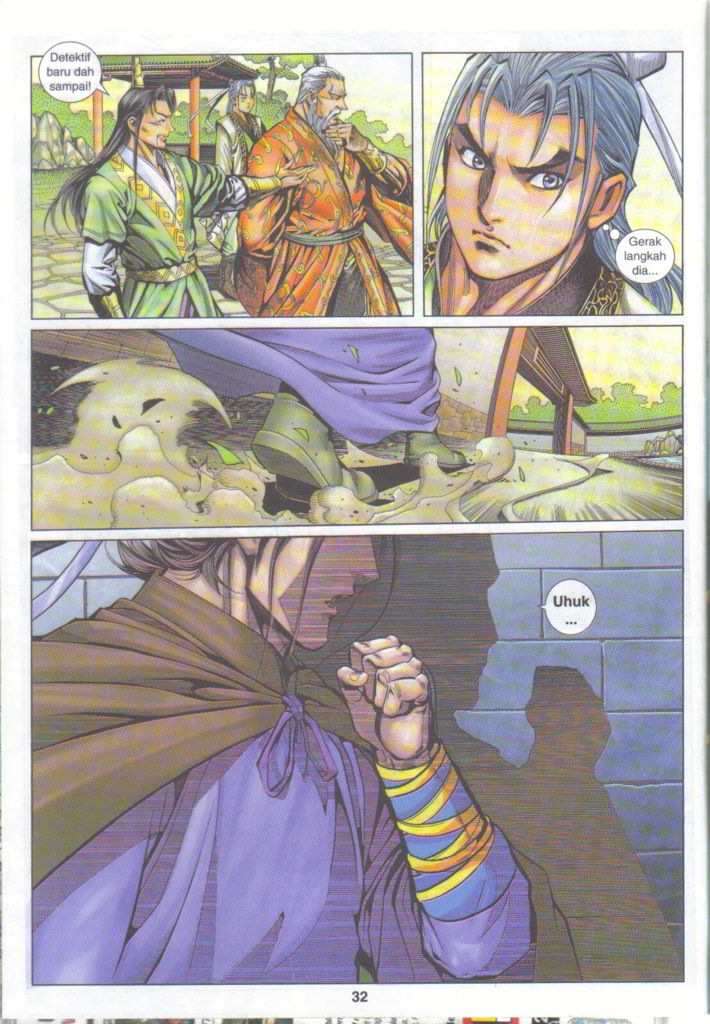 Detektif
baru dah
sampai!
Gerak
langkah
dia...
Uhuk
...
32